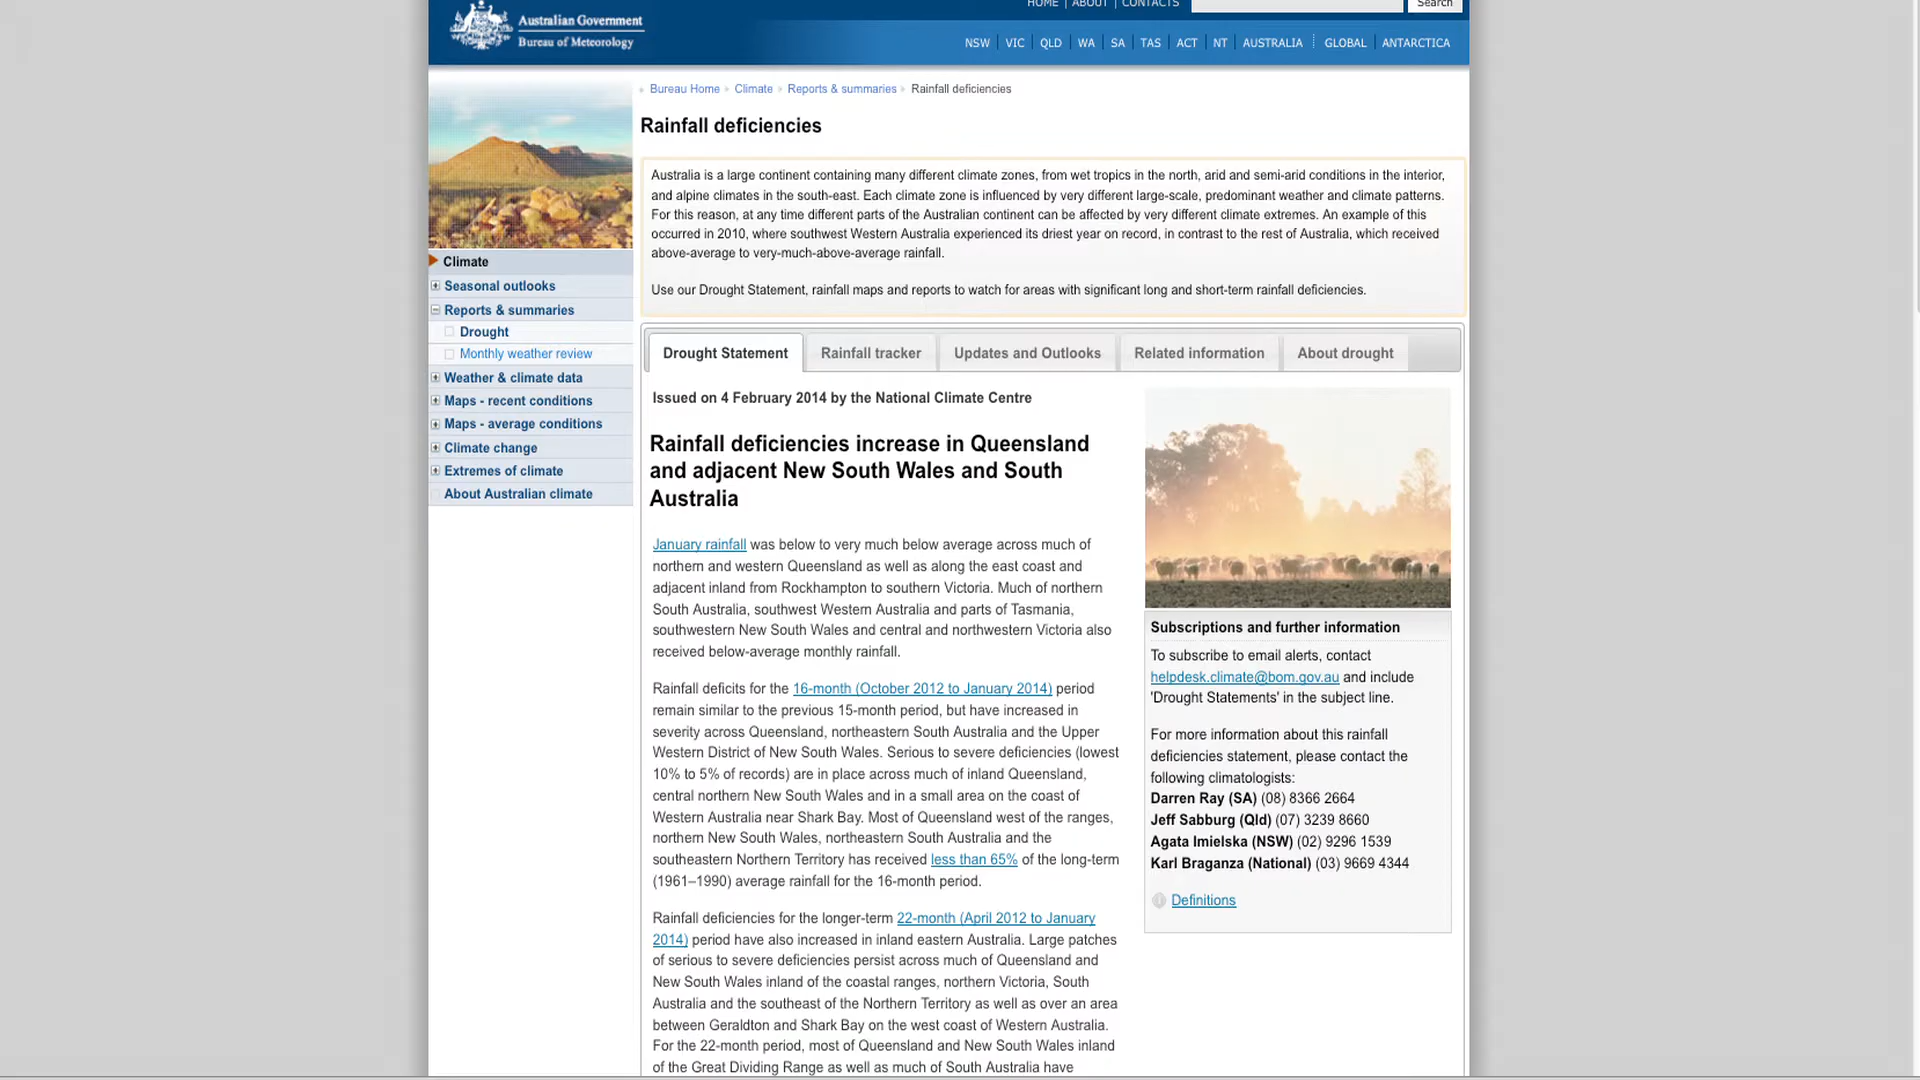 HOME | ABOUT | CONTACTS
Search
Australian Government
Bureau of Meteorology
NSW | VIC | QLD | WA | SA | TAS | ACT | NT | AUSTRALIA | GLOBAL | ANTARCTICA
Bureau Home Climate Reports & summaries Rainfall deficiencies
Rainfall deficiencies
Australia is a large continent containing many different climate zones, from wet tropics in the north, arid and semi-arid conditions in the interior,
and alpine climates in the south-east. Each climate zone is influenced by very different large-scale, predominant weather and climate patterns.
For this reason, at any time different parts of the Australian continent can be affected by very different climate extremes. An example of this
occurred in 2010, where southwest Western Australia experienced its driest year on record, in contrast to the rest of Australia, which received
above-average to very-much-above-average rainfall.
Use our Drought Statement, rainfall maps and reports to watch for areas with significant long and short-term rainfall deficiencies.
Climate
Seasonal outlooks
Reports & summaries
Drought
Monthly weather review
Weather & climate data
Maps - recent conditions
Maps - average conditions
Climate change
Extremes of climate
About Australian climate
Drought Statement
Rainfall tracker
Updates and Outlooks
Related information
About drought
Issued on 4 February 2014 by the National Climate Centre
Rainfall deficiencies increase in Queensland
and adjacent New South Wales and South
Australia
January rainfall was below to very much below average across much of
northern and western Queensland as well as along the east coast and
adjacent inland from Rockhampton to southern Victoria. Much of northern
South Australia, southwest Western Australia and parts of Tasmania,
southwestern New South Wales and central and northwestern Victoria also
received below-average monthly rainfall.
Rainfall deficits for the 16-month (October 2012 to January 2014) period
remain similar to the previous 15-month period, but have increased in
severity across Queensland, northeastern South Australia and the Upper
Western District of New South Wales. Serious to severe deficiencies (lowest
10% to 5% of records) are in place across much of inland Queensland,
central northern New South Wales and in a small area on the coast of
Western Australia near Shark Bay. Most of Queensland west of the ranges,
northern New South Wales, northeastern South Australia and the
southeastern Northern Territory has received less than 65% of the long-term
(1961–1990) average rainfall for the 16-month period.
Rainfall deficiencies for the longer-term 22-month (April 2012 to January
2014) period have also increased in inland eastern Australia. Large patches
of serious to severe deficiencies persist across much of Queensland and
New South Wales inland of the coastal ranges, northern Victoria, South
Australia and the southeast of the Northern Territory as well as over an area
between Geraldton and Shark Bay on the west coast of Western Australia.
For the 22-month period, most of Queensland and New South Wales inland
of the Great Dividing Range as well as much of South Australia have
Subscriptions and further information
To subscribe to email alerts, contact
helpdesk.climate@bom.gov.au and include
'Drought Statements' in the subject line.
For more information about this rainfall
deficiencies statement, please contact the
following climatologists:
Darren Ray (SA) (08) 8366 2664
Jeff Sabburg (Qld) (07) 3239 8660
Agata Imielska (NSW) (02) 9296 1539
Karl Braganza (National) (03) 9669 4344
Definitions